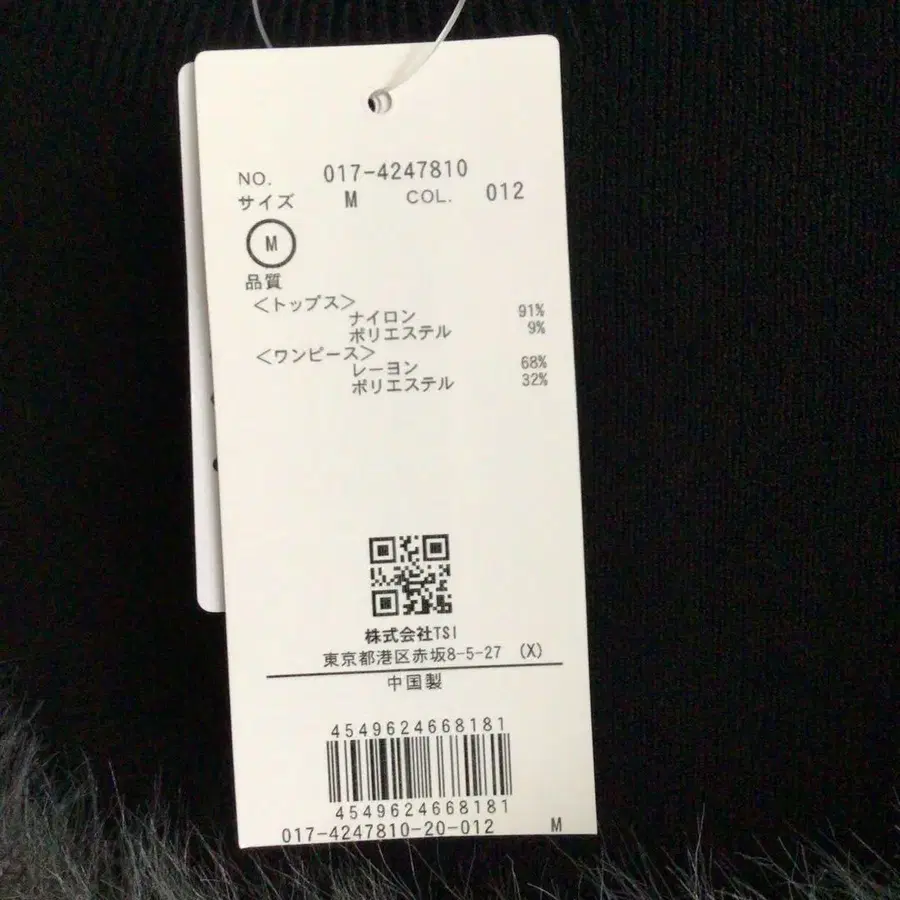 NO. 017-4247810
サイズ M COL. 012
M
品質
＜トップス＞
ナイロン 91%
ポリエステル 9%
＜ワンピース＞
レーヨン 68%
ポリエステル 32%
株式会社TSI
東京都港区赤坂8-5-27 (X)
中国製
4549624668181
4549624668181
017-4247810-20-012 M